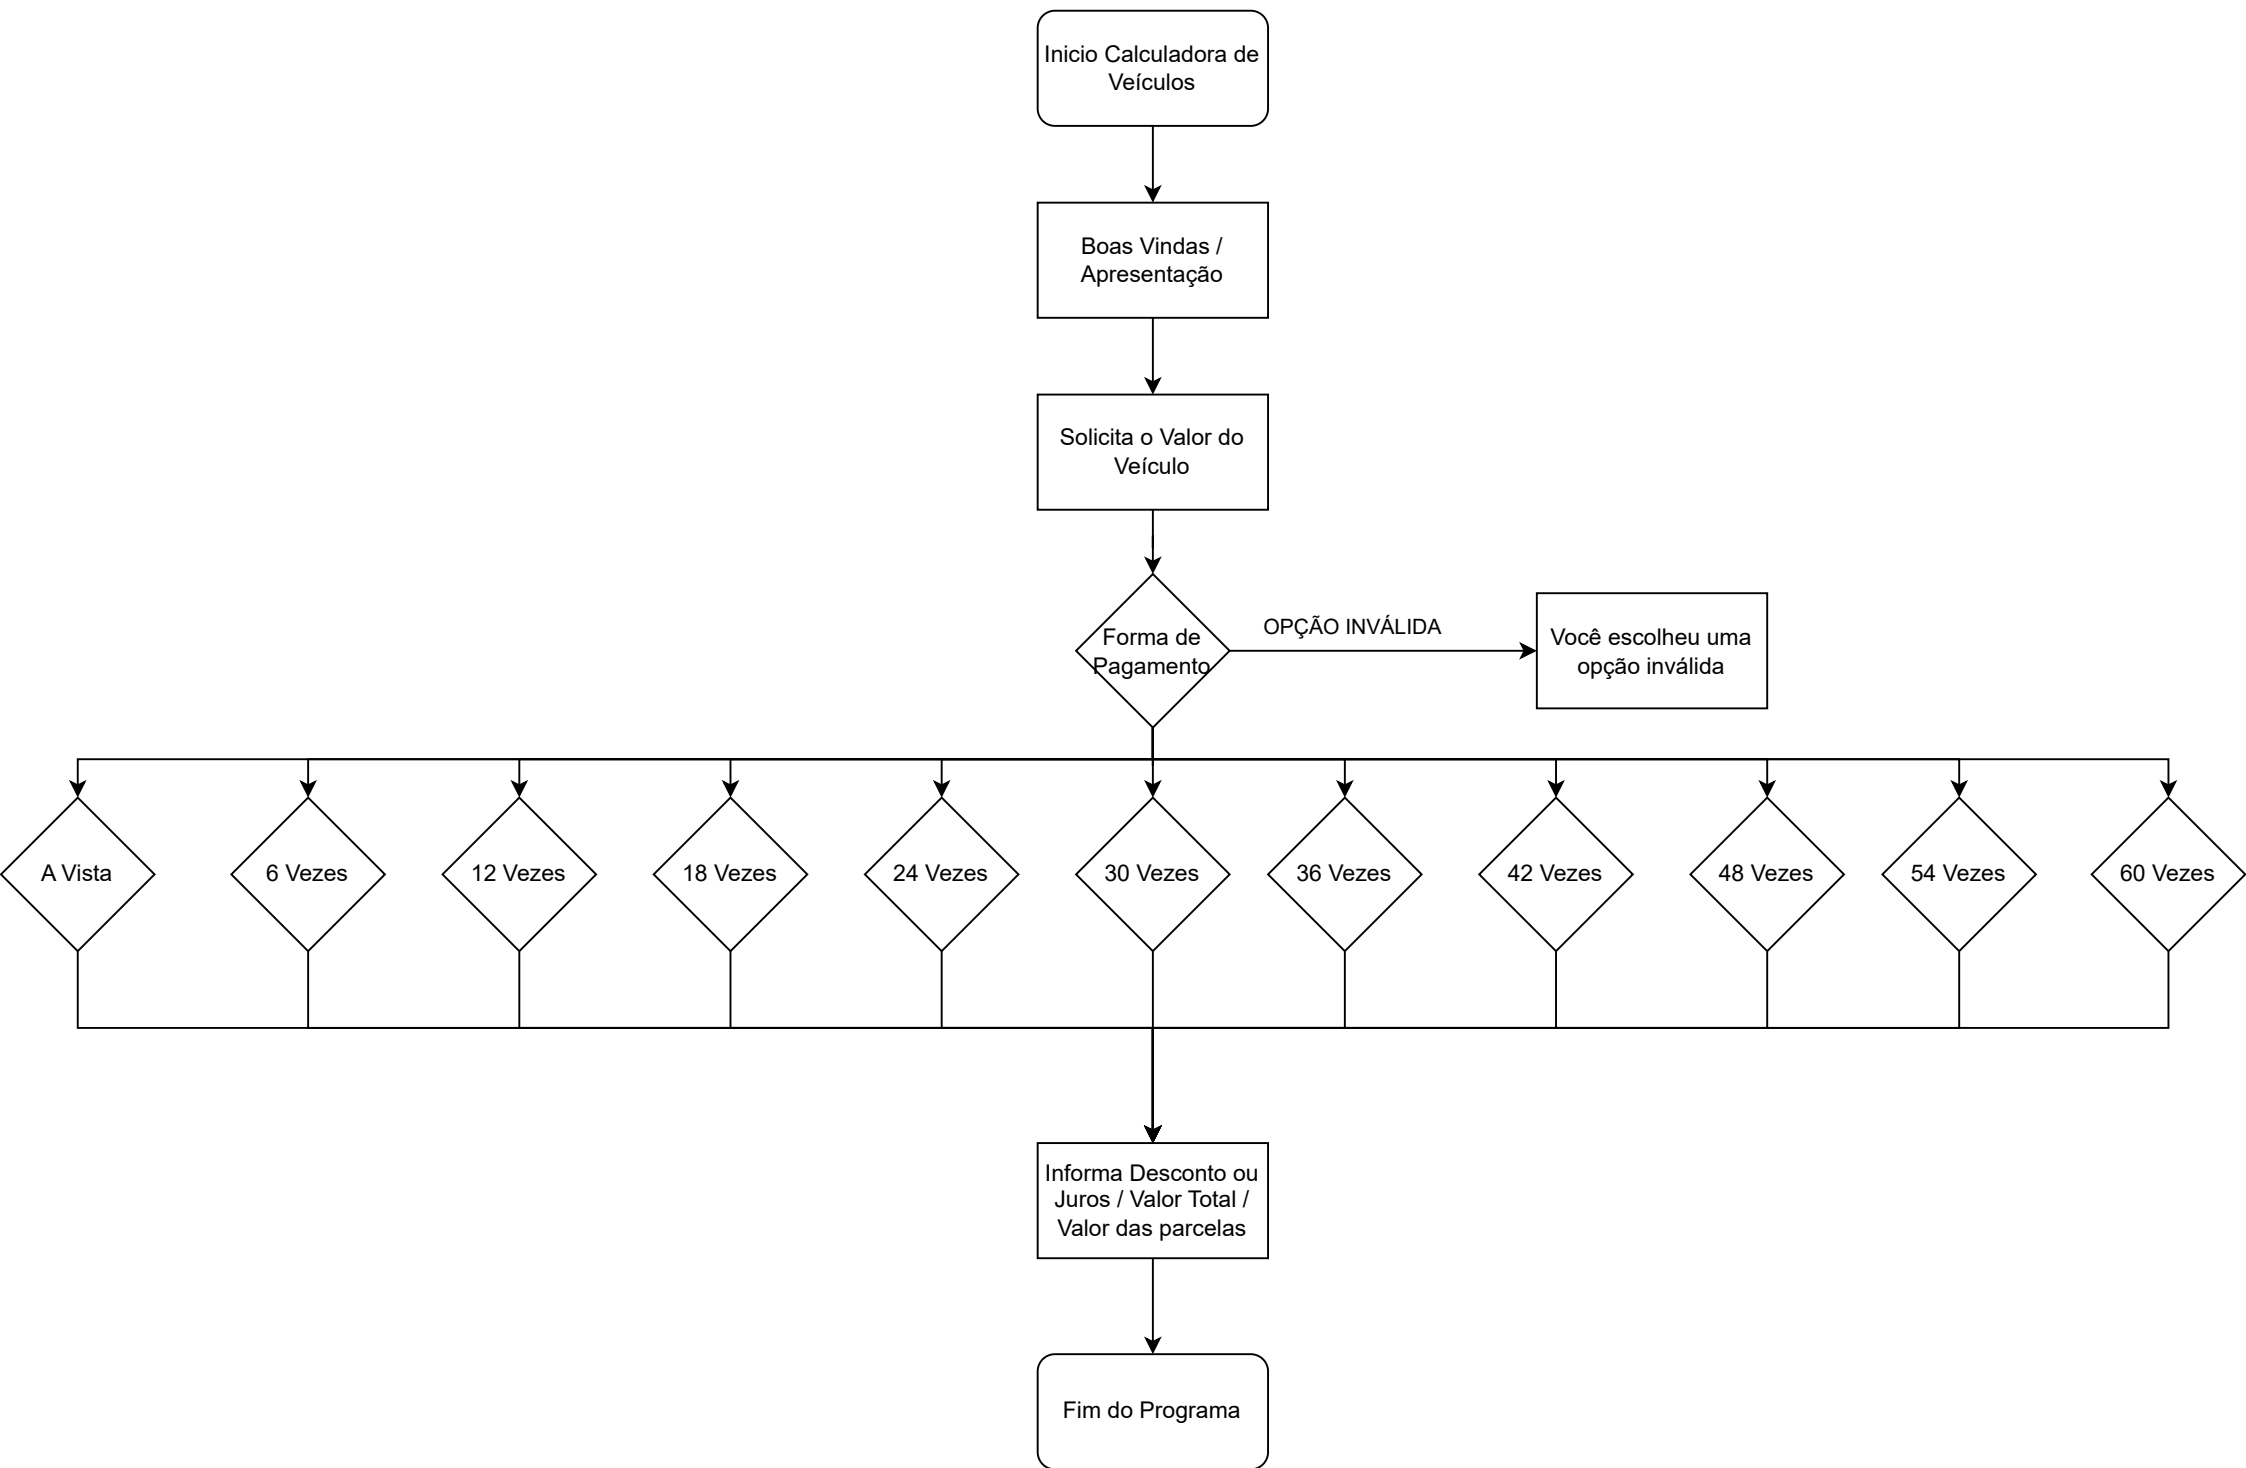 Inicio Calculadora de
Veículos
Boas Vindas /
Apresentação
Solicita o Valor do
Veículo
Forma de
Pagamento
OPÇÃO INVÁLIDA
Você escolheu uma
opção inválida
A Vista
6 Vezes
12 Vezes
18 Vezes
24 Vezes
30 Vezes
36 Vezes
42 Vezes
48 Vezes
54 Vezes
60 Vezes
Informa Desconto ou
Juros / Valor Total /
Valor das parcelas
Fim do Programa